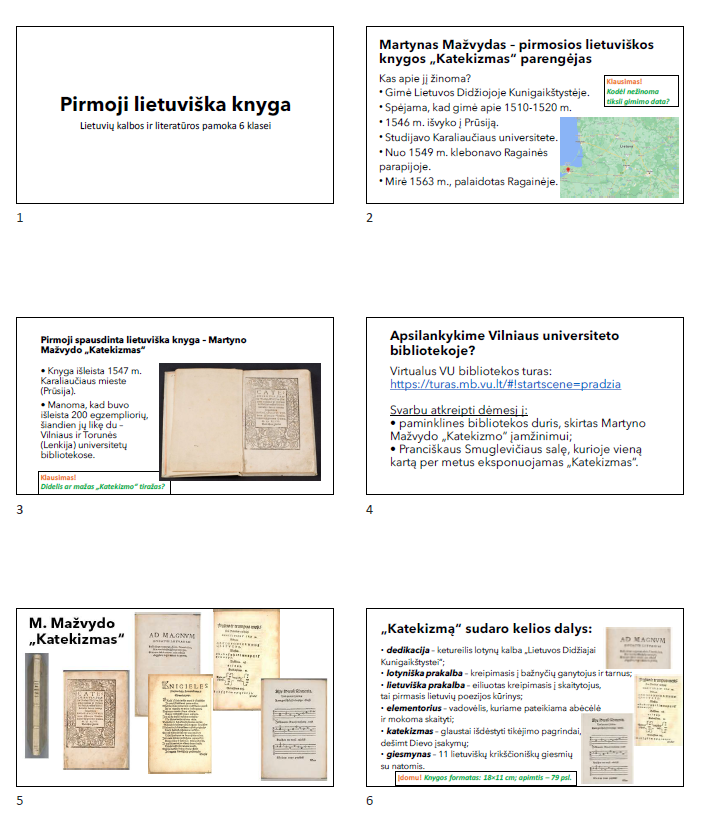 Pirmoji lietuviška knyga
Lietuvių kalbos ir literatūros pamoka 6 klasei
1
Martynas Mažvydas – pirmosios lietuviškos
knygos „Katekizmas“ parengėjas
Kas apie jį žinoma?
• Gimė Lietuvos Didžiojoje Kunigaikštystėje.
• Spėjama, kad gimė apie 1510-1520 m.
• 1546 m. išvyko į Prūsiją.
• Studijavo Karaliaučiaus universitete.
• Nuo 1549 m. klebonavo Ragainės
parapijoje.
• Mirė 1563 m., palaidotas Ragainėje.
Klausimas!
Kodėl nežinoma
tiksli gimimo data?
2
Pirmoji spausdinta lietuviška knyga – Martyno
Mažvydo „Katekizmas“
• Knyga išleista 1547 m.
Karaliaučiaus mieste
(Prūsija).
• Manoma, kad buvo
išleista 200 egzempliorių,
šiandien jų likę du –
Vilniaus ir Torunės
(Lenkija) universitetų
bibliotekose.
Klausimas!
Didelis ar mažas „Katekizmo“ tiražas?
3
Apsilankykime Vilniaus universiteto
bibliotekoje?
Virtualus VU bibliotekos turas:
https://turas.mb.vu.lt/#!startscene=pradzia
Svarbu atkreipti dėmesį į:
• paminklines bibliotekos duris, skirtas Martyno
Mažvydo „Katekizmo“ įamžinimui;
• Pranciškaus Smuglevičiaus salę, kurioje vieną
kartą per metus eksponuojamas „Katekizmas“.
4
M. Mažvydo
„Katekizmas“
AD MAGNVM
5
„Katekizmą“ sudaro kelios dalys:
• dedikacija – ketureilis lotynų kalba „Lietuvos Didžiajai
Kunigaikštystei“;
• lotyniška prakalba – kreipimasis į bažnyčių ganytojus ir tarnus;
• lietuviška prakalba – eiliuotas kreipimasis į skaitytojus,
tai pirmasis lietuvių poezijos kūrinys;
• elementorius – vadovėlis, kuriame pateikiama abėcėlė
ir mokoma skaityti;
• katekizmas – glaustai išdėstyti tikėjimo pagrindai,
dešimt Dievo įsakymų;
• giesmynas – 11 lietuviškų krikščioniškų giesmių
su natomis.
AD MAGNVM
Įdomu! Knygos formatas: 18×11 cm; apimtis – 79 psl.
6